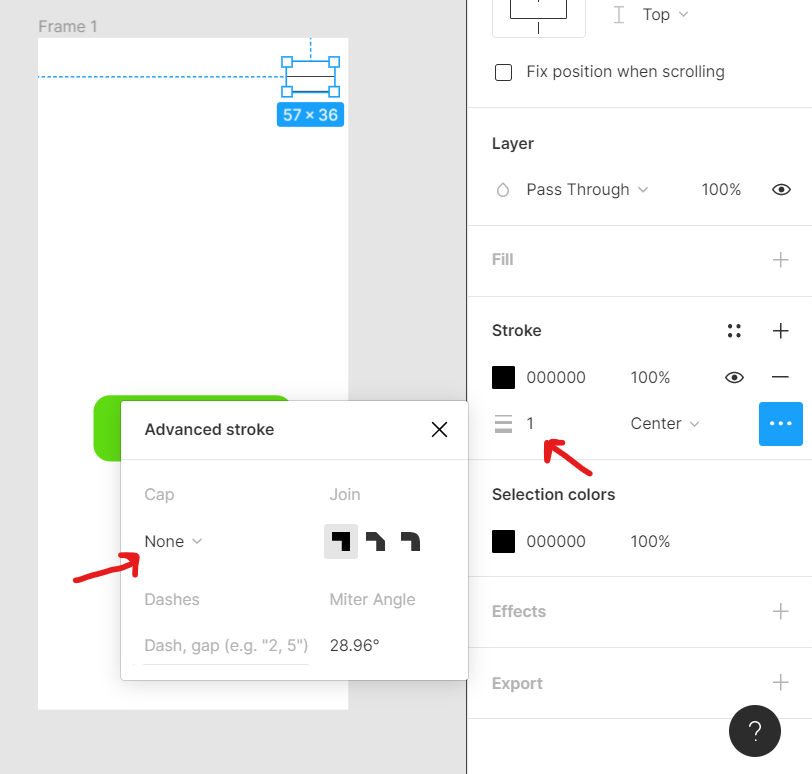 Frame 1
57 × 36
Top
Fix position when scrolling
Layer
Pass Through 100%
Fill
Stroke
000000 100%
1 Center
Selection colors
000000 100%
Effects
Export
?
Advanced stroke
Cap Join
None
Dashes Miter Angle
Dash, gap (e.g. "2, 5") 28.96°